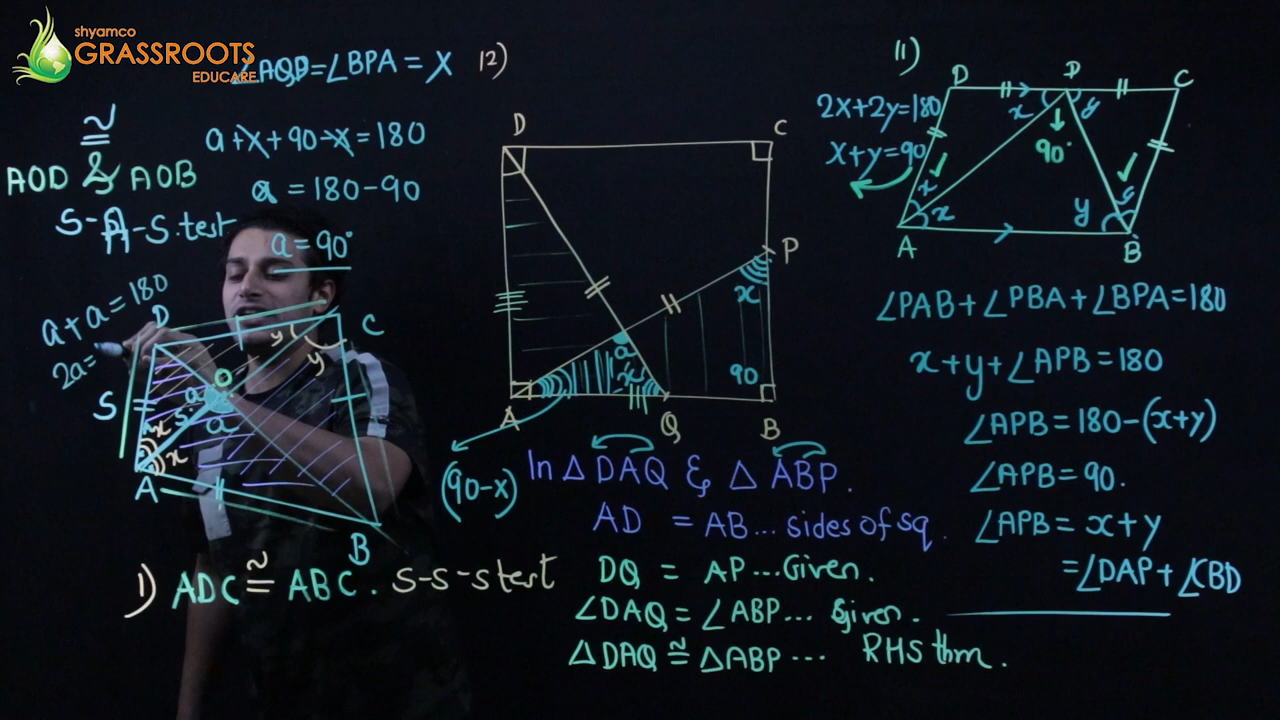 shyamco
GRASSROOTS
EDUCARE
∠AQD=∠BPA=X
a+x+90-x=180
a=180-90
a=90°
≅
AOD & AOB
S-A-S.test
a+a=180
2a=
D
C
S
O
a
a
S
x
x
y
y
A
B
1) ADC≅ABC. S-S-S test
12)
D
C
P
x
a
x
90
A
Q
B
(90-x)
In △DAQ & △ABP.
AD = AB... sides of sq.
DQ = AP...Given.
∠DAQ=∠ABP... Given.
△DAQ≅△ABP... RHS thm.
11)
D
P
C
2x+2y=180
x+y=90
x
y
90°
x
y
x
y
A
B
∠PAB+∠PBA+∠BPA=180
x+y+∠APB=180
∠APB=180-(x+y)
∠APB=90.
∠APB=x+y
=∠DAP+∠CBD